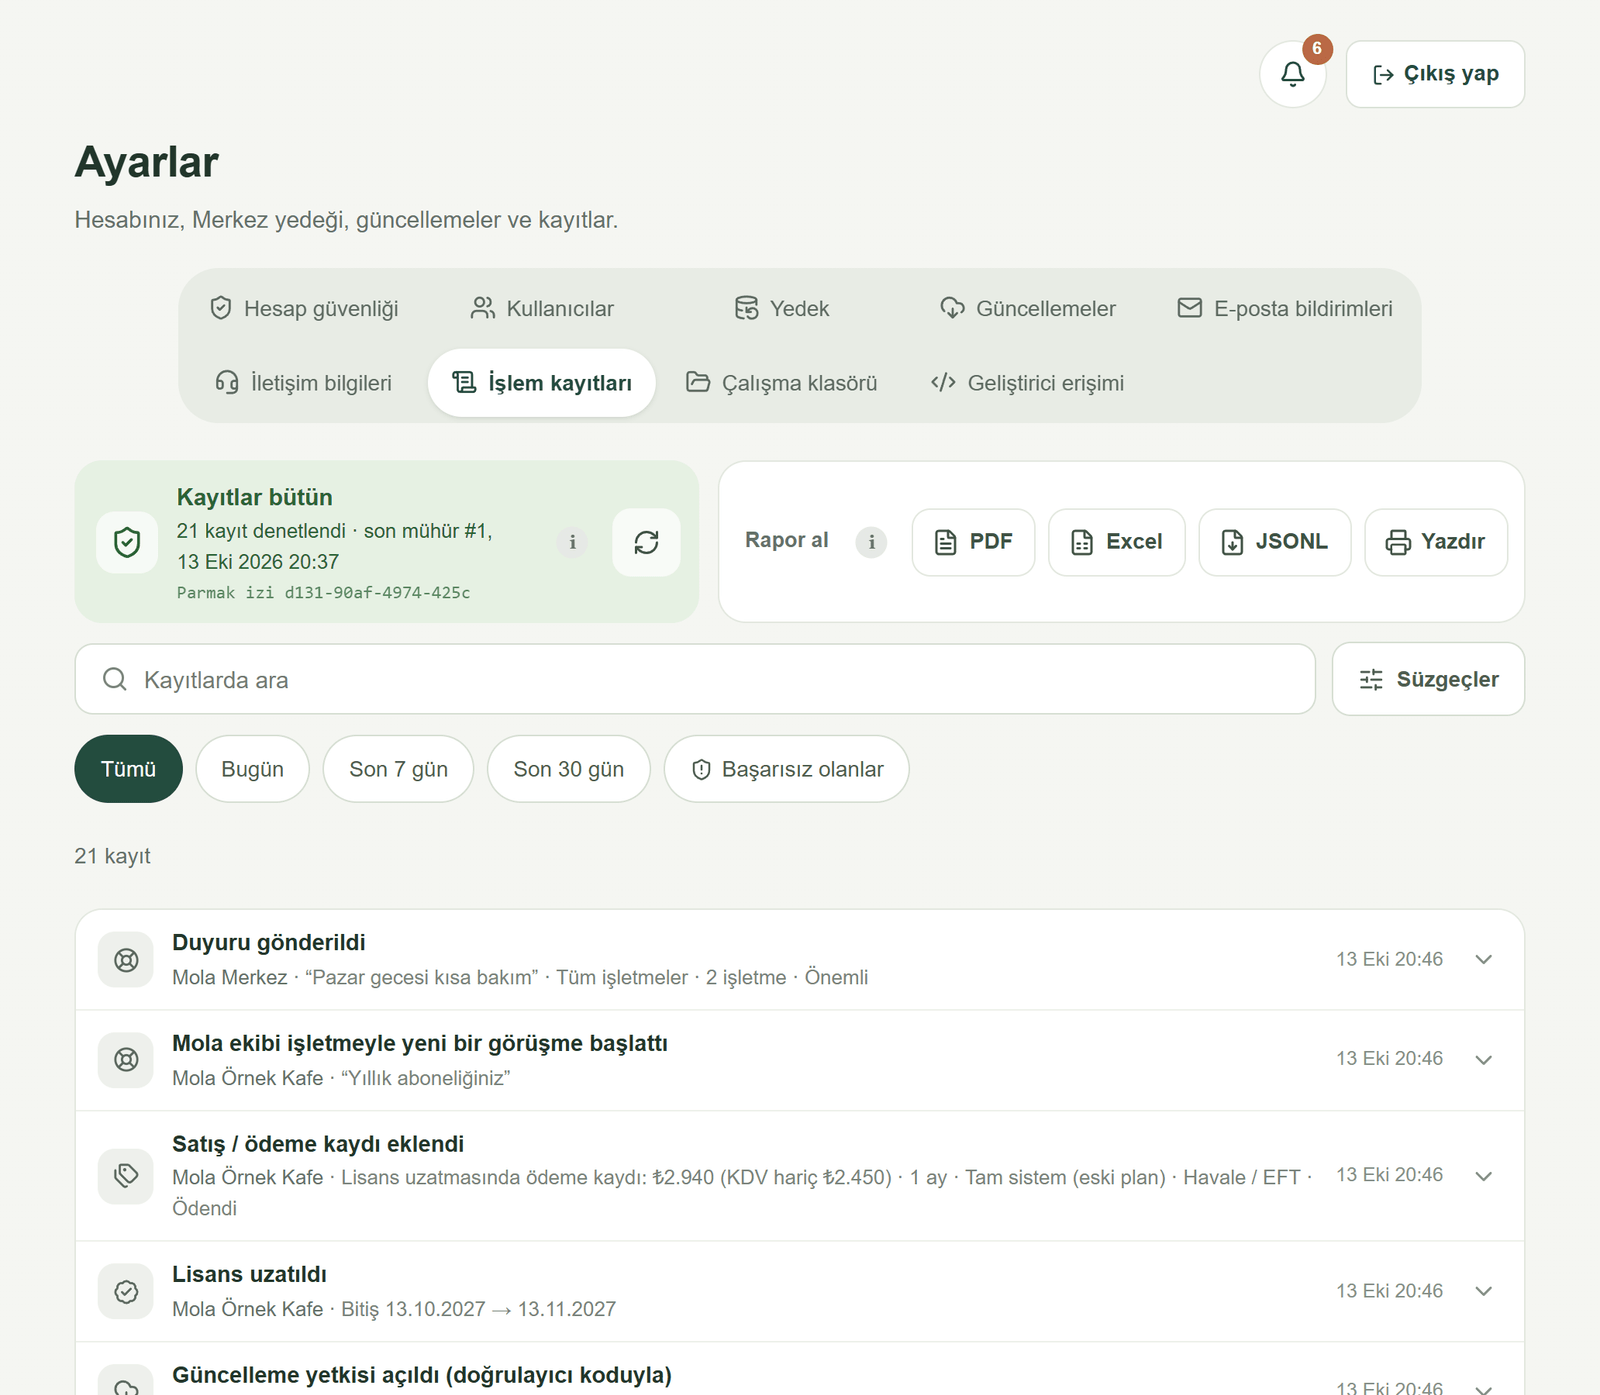 6
Çıkış yap
Ayarlar
Hesabınız, Merkez yedeği, güncellemeler ve kayıtlar.
Hesap güvenliği
Kullanıcılar
Yedek
Güncellemeler
E-posta bildirimleri
İletişim bilgileri
İşlem kayıtları
Çalışma klasörü
Geliştirici erişimi
Kayıtlar bütün
21 kayıt denetlendi · son mühür #1,
13 Eki 2026 20:37
Parmak izi d131-90af-4974-425c
i
Rapor al
i
PDF
Excel
JSONL
Yazdır
Kayıtlarda ara
Süzgeçler
Tümü
Bugün
Son 7 gün
Son 30 gün
Başarısız olanlar
21 kayıt
Duyuru gönderildi
Mola Merkez · “Pazar gecesi kısa bakım” · Tüm işletmeler · 2 işletme · Önemli
13 Eki 20:46
Mola ekibi işletmeyle yeni bir görüşme başlattı
Mola Örnek Kafe · “Yıllık aboneliğiniz”
13 Eki 20:46
Satış / ödeme kaydı eklendi
Mola Örnek Kafe · Lisans uzatmasında ödeme kaydı: ₺2.940 (KDV hariç ₺2.450) · 1 ay · Tam sistem (eski plan) · Havale / EFT ·
Ödendi
13 Eki 20:46
Lisans uzatıldı
Mola Örnek Kafe · Bitiş 13.10.2027 → 13.11.2027
13 Eki 20:46
Güncelleme yetkisi açıldı (doğrulayıcı koduyla)
13 Eki 20:46